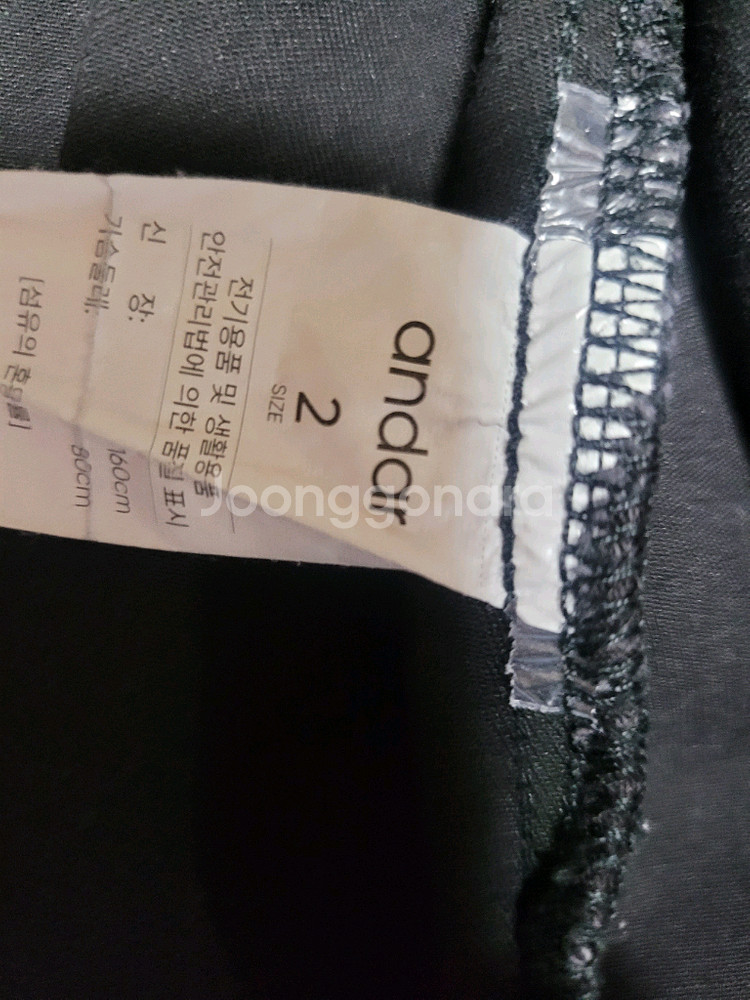 andar
2
SIZE
전기용품 및 생활용품
안전관리법에 의한 품질 표시
신 장: 160cm
가슴둘레: 80cm
[섬유의 혼용률]
Joonggonara